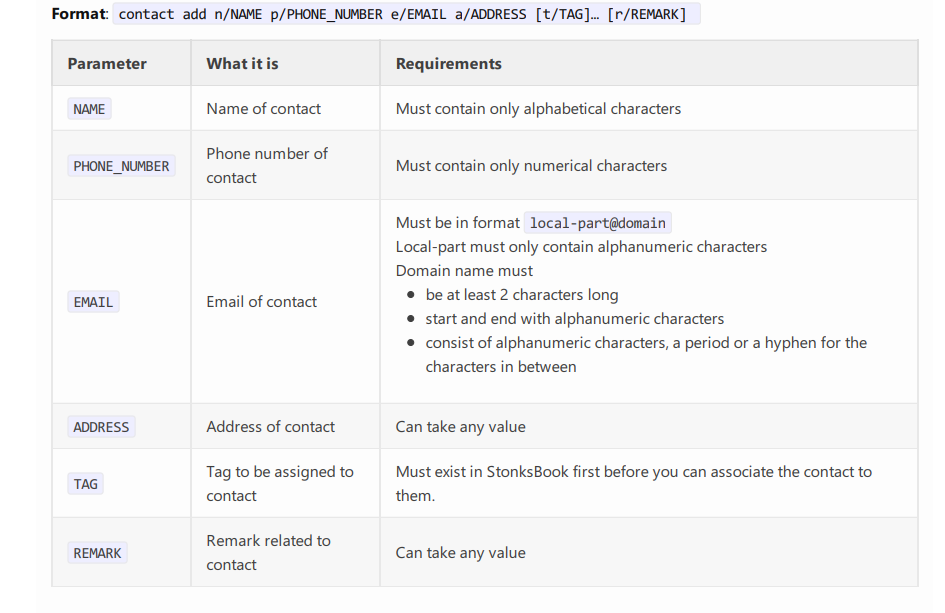 Format: contact add n/NAME p/PHONE_NUMBER e/EMAIL a/ADDRESS [t/TAG]… [r/REMARK]
Parameter What it is Requirements
NAME Name of contact Must contain only alphabetical characters
PHONE_NUMBER Phone number of
contact Must contain only numerical characters
EMAIL Email of contact Must be in format local-part@domain
Local-part must only contain alphanumeric characters
Domain name must
• be at least 2 characters long
• start and end with alphanumeric characters
• consist of alphanumeric characters, a period or a hyphen for the
characters in between
ADDRESS Address of contact Can take any value
TAG Tag to be assigned to
contact Must exist in StonksBook first before you can associate the contact to
them.
REMARK Remark related to
contact Can take any value